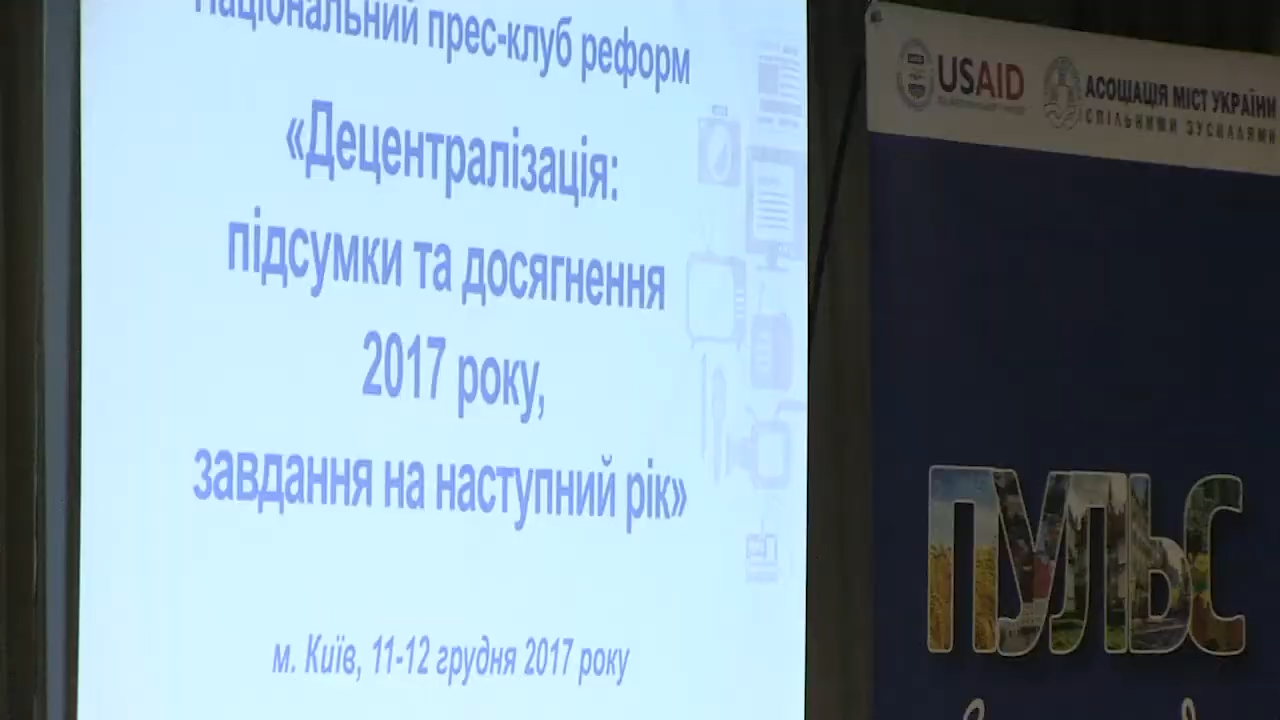 Національний прес-клуб реформ
«Децентралізація:
підсумки та досягнення
2017 року,
завдання на наступний рік»
м. Київ, 11-12 грудня 2017 року
USAID
АСОЦІАЦІЯ МІСТ УКРАЇНИ
СПІЛЬНИМИ ЗУСИЛЛЯМИ
ПУЛЬС